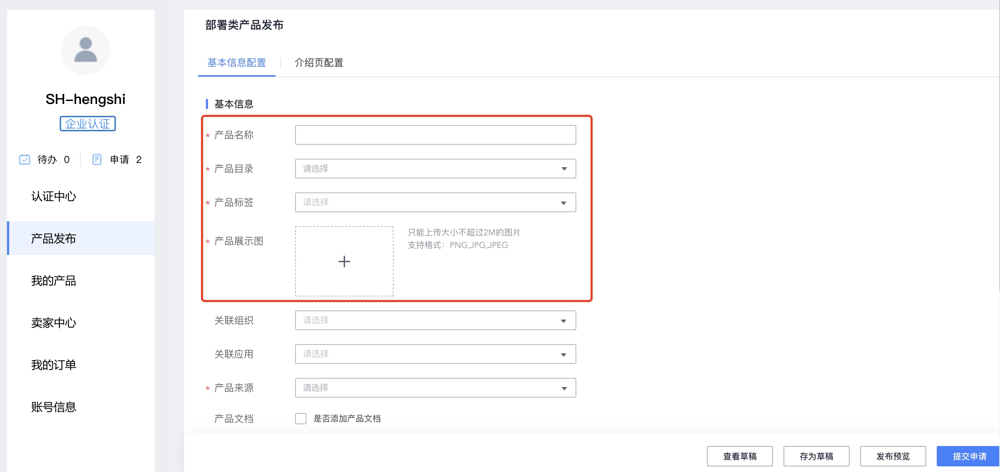 SH-hengshi
企业认证
待办 0
申请 2
认证中心
产品发布
我的产品
卖家中心
我的订单
账号信息
部署类产品发布
基本信息配置
介绍页配置
基本信息
* 产品名称
* 产品目录 请选择
* 产品标签 请选择
* 产品展示图
只能上传大小不超过2M的图片
支持格式：PNG,JPG,JPEG
关联组织 请选择
关联应用 请选择
* 产品来源 请选择
产品文档 是否添加产品文档
查看草稿
存为草稿
发布预览
提交申请